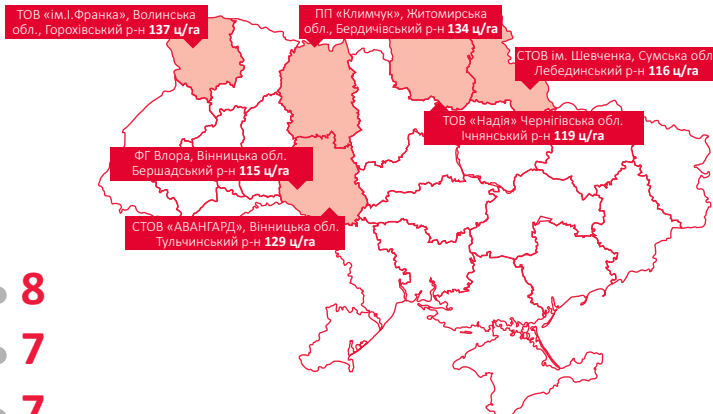 ТОВ «ім.І.Франка», Волинська
обл., Горохівський р-н 137 ц/га
ПП «Климчук», Житомирська
обл., Бердичівський р-н 134 ц/га
СТОВ ім. Шевченка, Сумська обл
Лебединський р-н 116 ц/га
ТОВ «Надія» Чернігівська обл.
Ічнянський р-н 119 ц/га
ФГ Влора, Вінницька обл.
Бершадський р-н 115 ц/га
СТОВ «АВАНГАРД», Вінницька обл.
Тульчинський р-н 129 ц/га
8
7
7